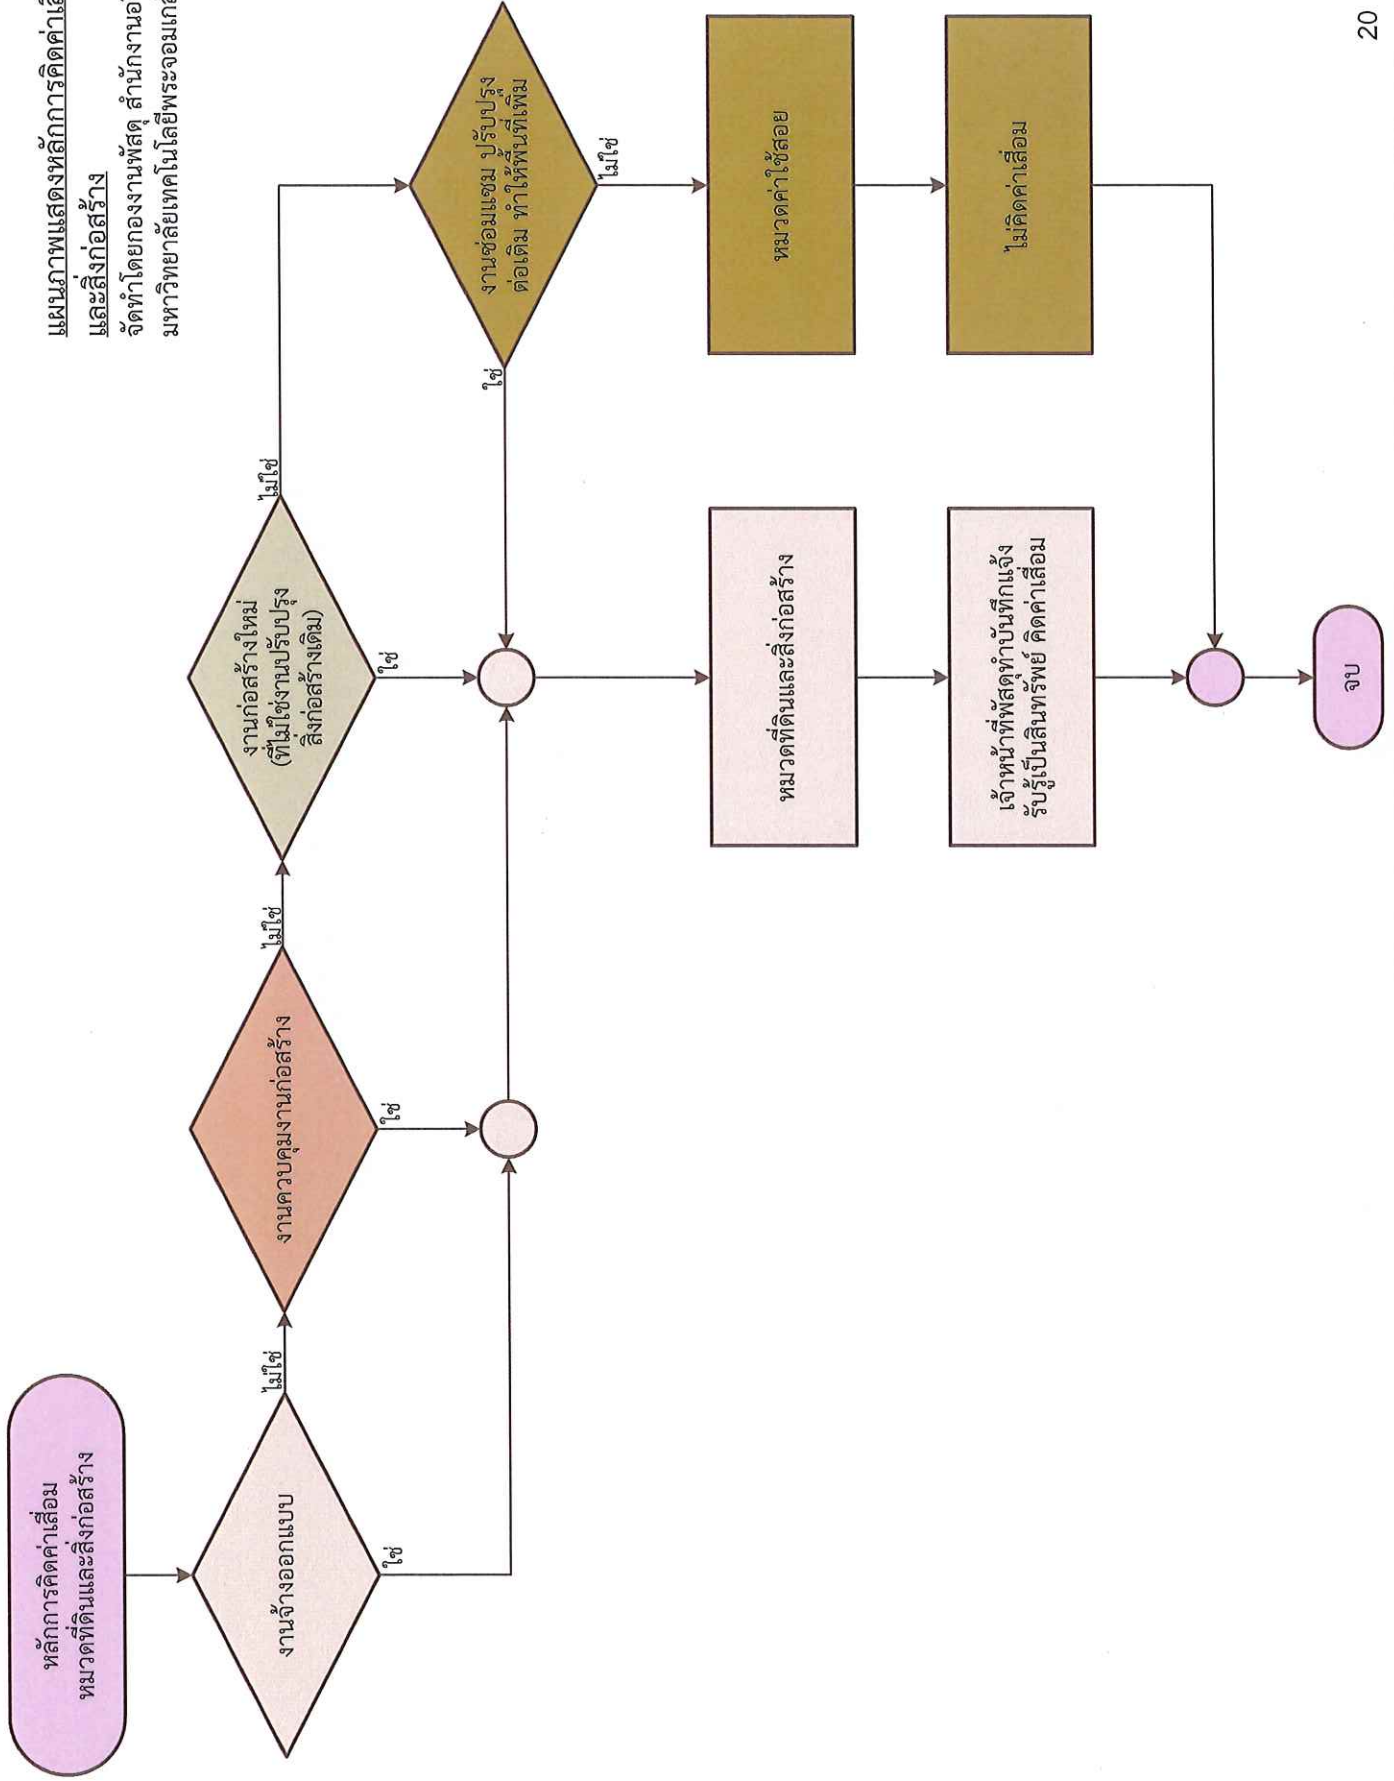 แผนภาพแสดงหลักการคิดค่า
และสิ่งก่อสร้าง
จัดทำโดยกองงานพัสดุ
มหาวิทยาลัยเทคโนโลยีพระจอมเกล้า
หลักการคิดค่าเสื่อม
หมวดที่ดินและสิ่งก่อสร้าง
งานจ้างออกแบบ
ไม่ใช่
ใช่
งานควบคุมงานก่อสร้าง
ไม่ใช่
ใช่
งานก่อสร้างใหม่
(ที่ไม่ใช่งานปรับปรุง
สิ่งก่อสร้างเดิม)
ไม่ใช่
ใช่
งานซ่อมแซม ปรับปรุง
ต่อเติม ทำให้พื้นที่เพิ่ม
ใช่
ไม่ใช่
หมวดที่ดินและสิ่งก่อสร้าง
หมวดค่าใช้สอย
เจ้าหน้าที่พัสดุทำบันทึกแจ้ง
รับรู้เป็นสินทรัพย์ คิดค่าเสื่อม
ไม่คิดค่าเสื่อม
จบ
20